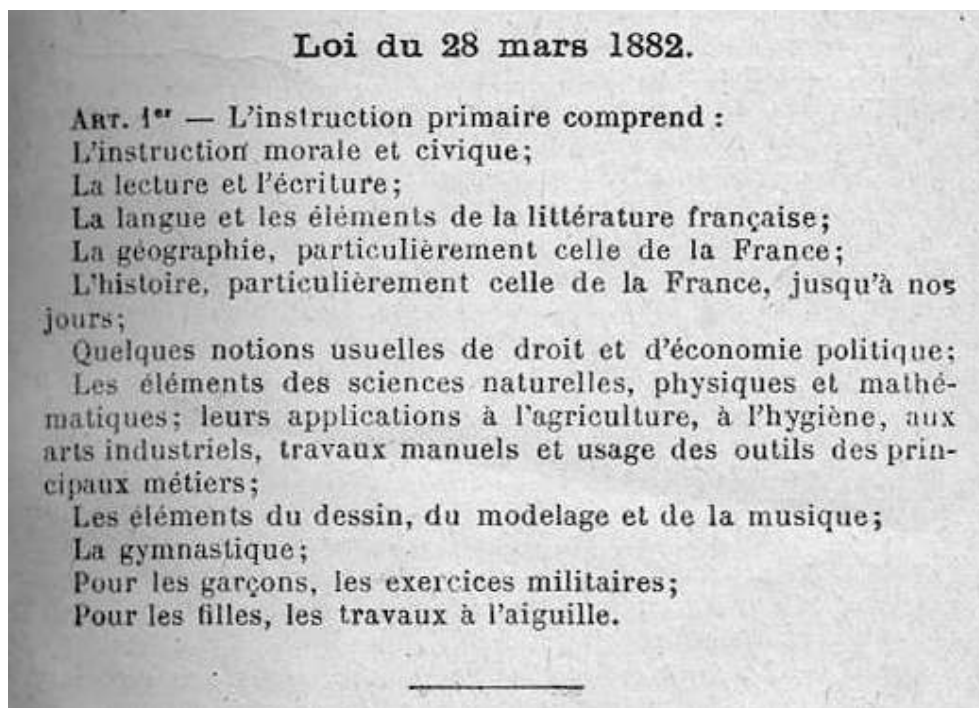 Loi du 28 mars 1882.
ART. 1er — L'instruction primaire comprend :
L'instruction morale et civique;
La lecture et l'écriture;
La langue et les éléments de la littérature française;
La géographie, particulièrement celle de la France;
L'histoire, particulièrement celle de la France, jusqu'à nos
jours;
Quelques notions usuelles de droit et d'économie politique;
Les éléments des sciences naturelles, physiques et mathé-
matiques; leurs applications à l'agriculture, à l'hygiène, aux
arts industriels, travaux manuels et usage des outils des prin-
cipaux métiers;
Les éléments du dessin, du modelage et de la musique;
La gymnastique;
Pour les garçons, les exercices militaires;
Pour les filles, les travaux à l'aiguille.